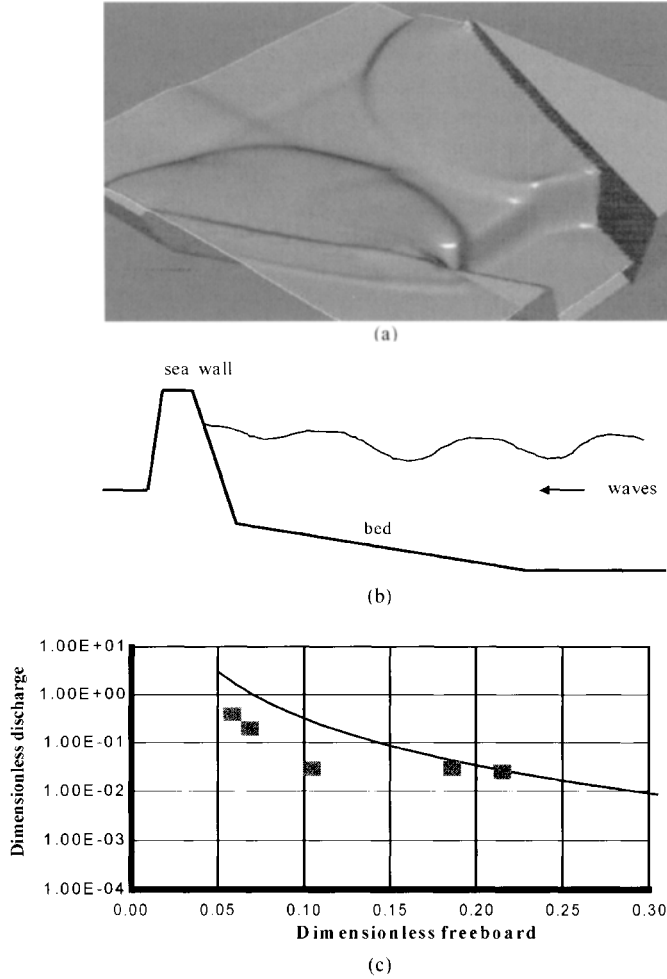 (a)
sea wall
waves
bed
(b)
Dimensionless discharge
1.00E+01
1.00E+00
1.00E-01
1.00E-02
1.00E-03
1.00E-04
0.00 0.05 0.10 0.15 0.20 0.25 0.30
Dimensionless freeboard
(c)